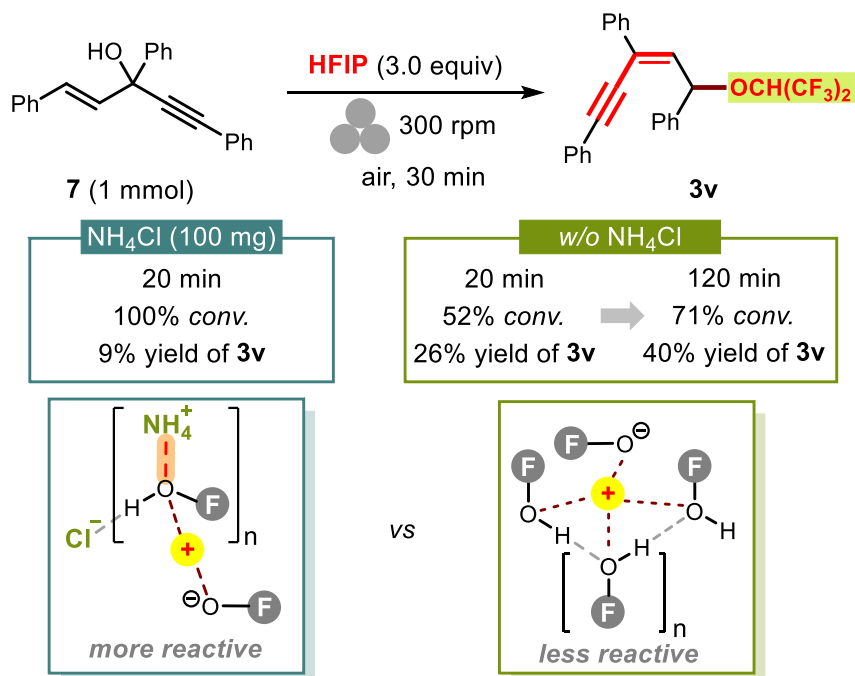 HO Ph
Ph
Ph
7 (1 mmol)
HFIP (3.0 equiv)
300 rpm
air, 30 min
Ph
OCH(CF₃)₂
Ph
Ph
3v
NH₄Cl (100 mg)
20 min
100% conv.
9% yield of 3v
w/o NH₄Cl
20 min
52% conv.
26% yield of 3v
120 min
71% conv.
40% yield of 3v
NH₄⁺
H O F
Cl⁻
n
+
⊖O F
more reactive
vs
F O⊖
F
F
+
O
O
H
H
H
O
F
n
less reactive